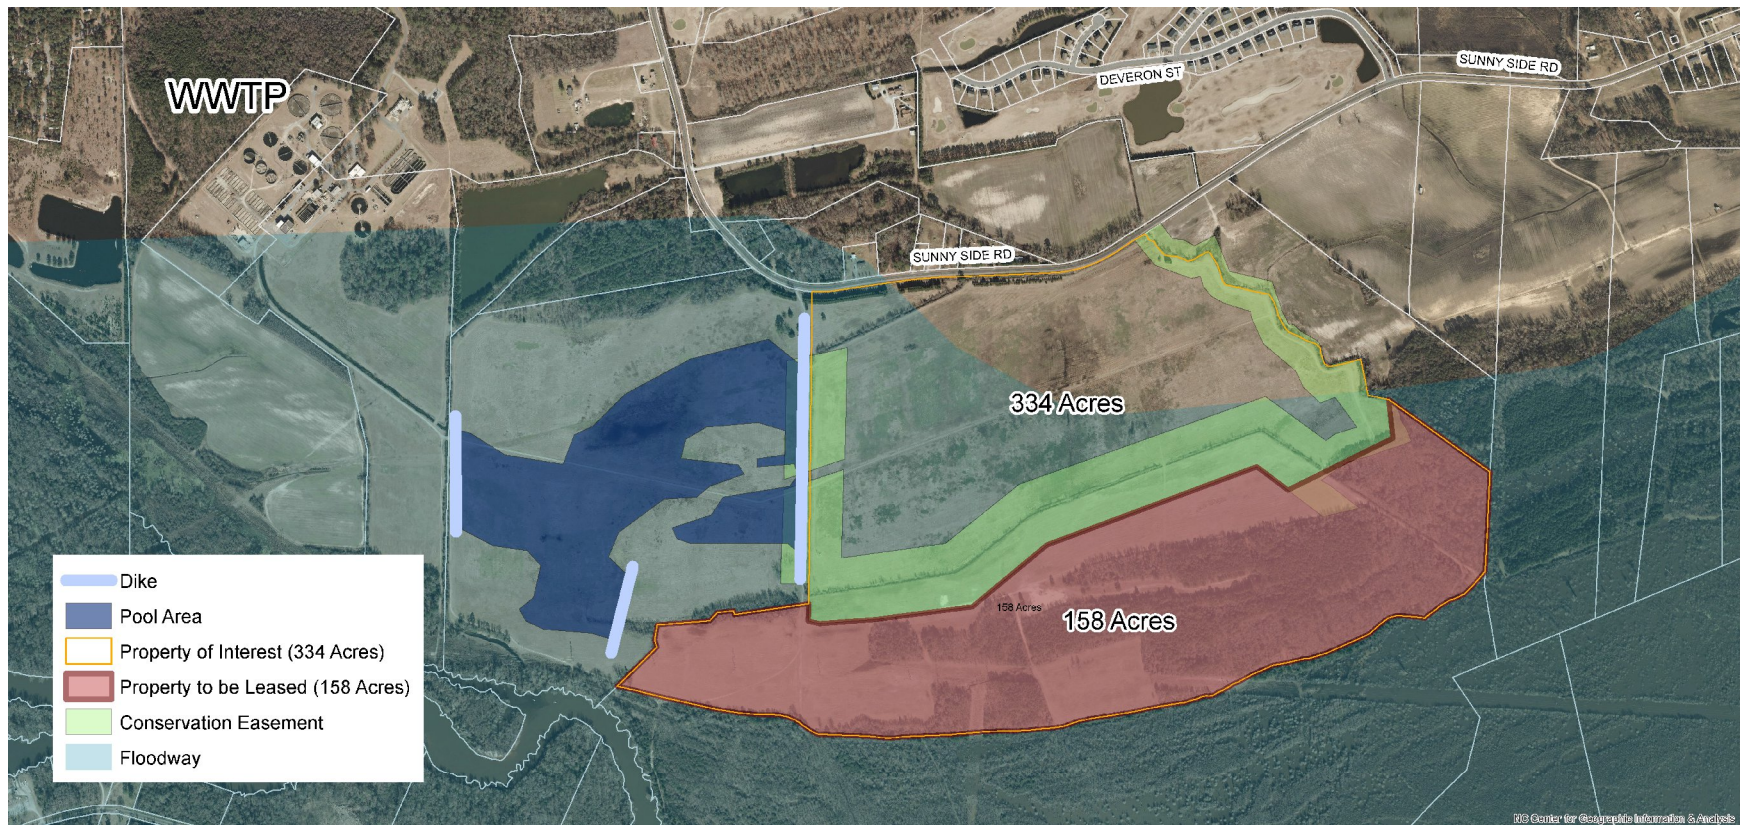 WWTP
DEVERON ST
SUNNY SIDE RD
SUNNY SIDE RD
334 Acres
158 Acres
158 Acres
Dike
Pool Area
Property of Interest (334 Acres)
Property to be Leased (158 Acres)
Conservation Easement
Floodway
NC Center for Geographic Information & Analysis